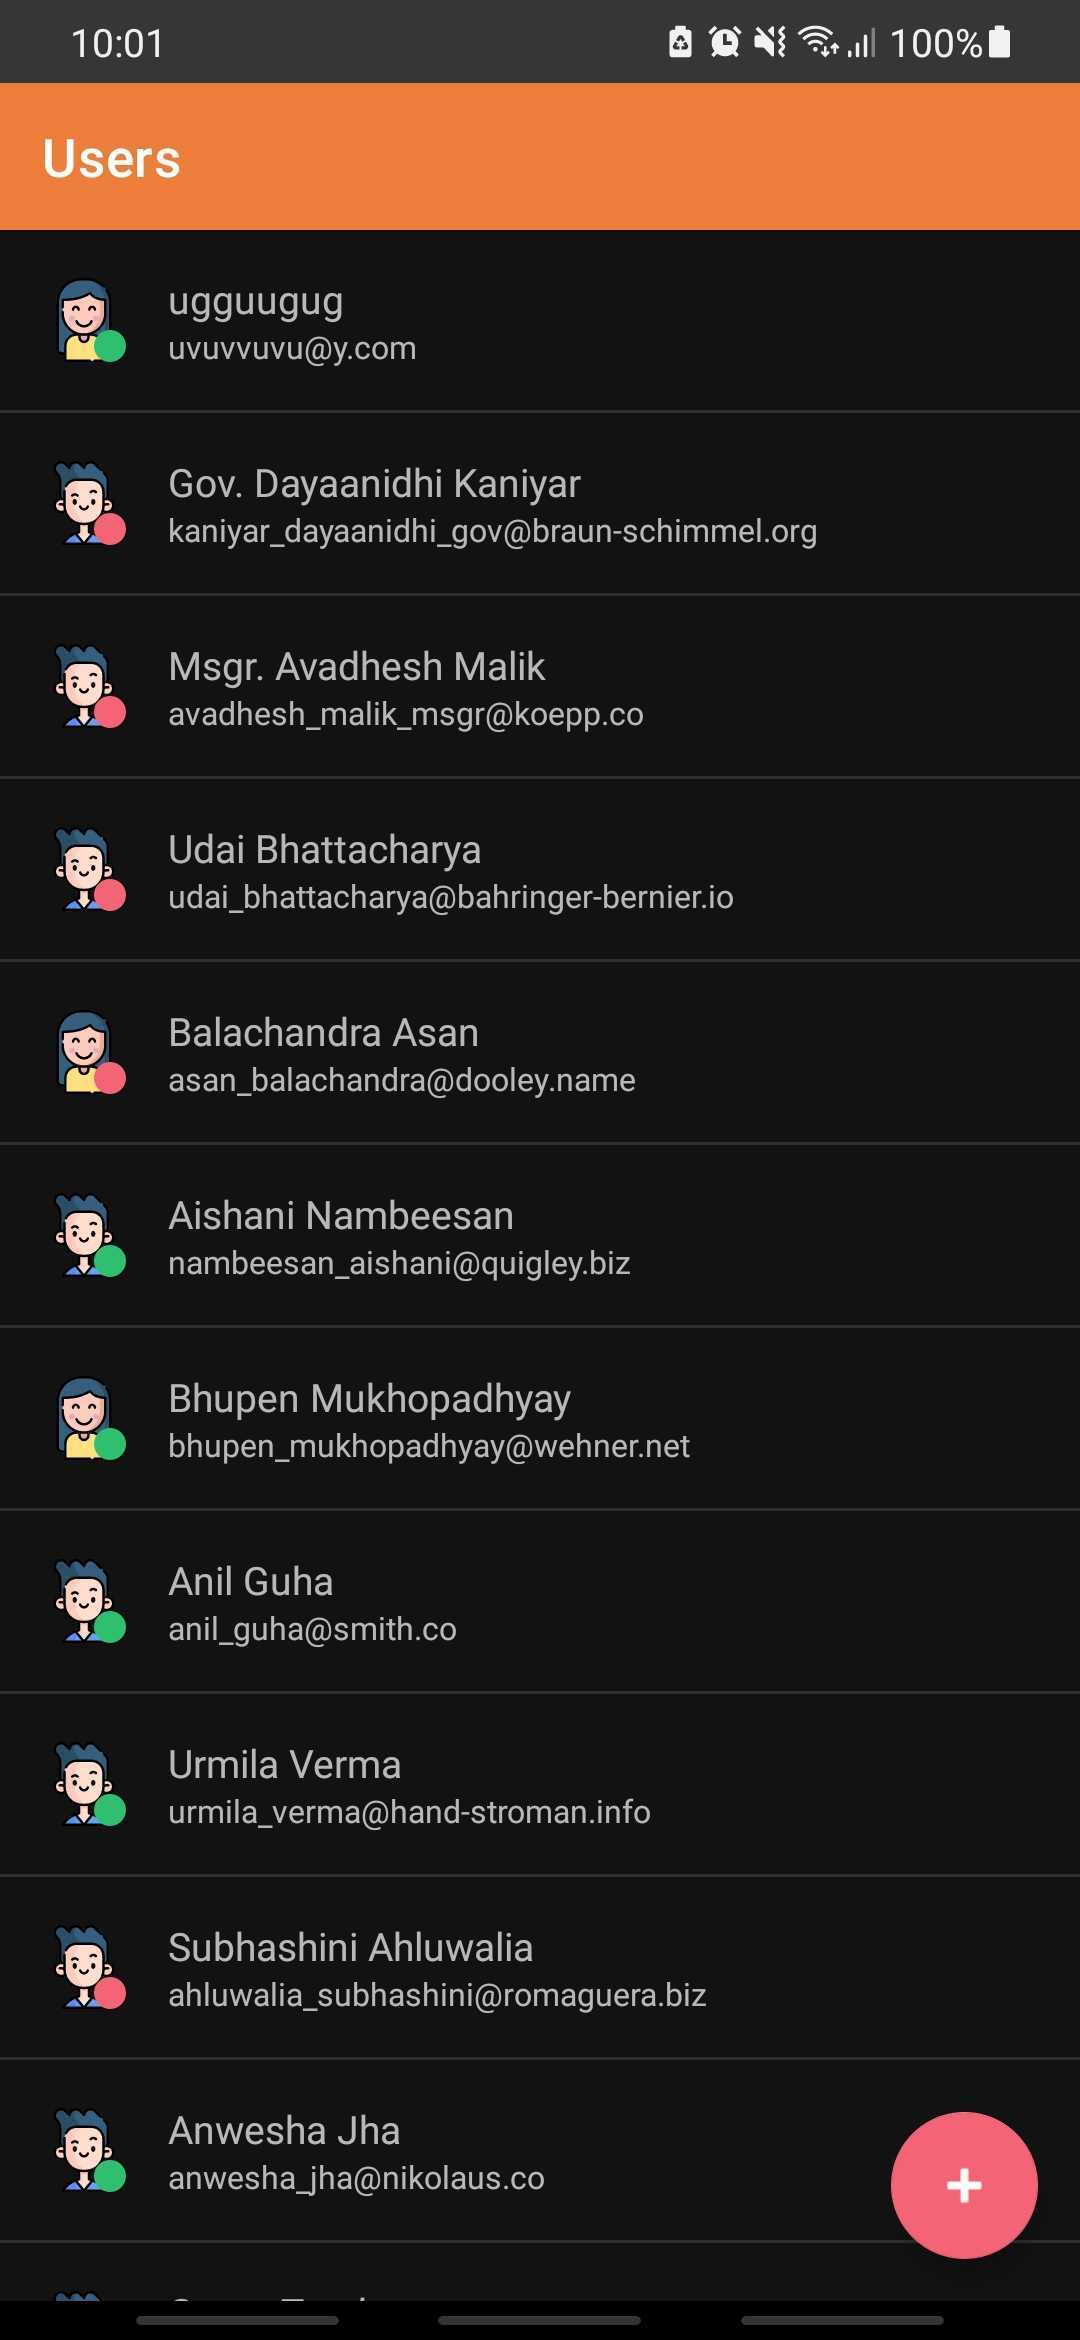 10:01
100%
Users
ugguugug
uvuvvuvu@y.com
Gov. Dayaanidhi Kaniyar
kaniyar_dayaanidhi_gov@braun-schimmel.org
Msgr. Avadhesh Malik
avadhesh_malik_msgr@koepp.co
Udai Bhattacharya
udai_bhattacharya@bahringer-bernier.io
Balachandra Asan
asan_balachandra@dooley.name
Aishani Nambeesan
nambeesan_aishani@quigley.biz
Bhupen Mukhopadhyay
bhupen_mukhopadhyay@wehner.net
Anil Guha
anil_guha@smith.co
Urmila Verma
urmila_verma@hand-stroman.info
Subhashini Ahluwalia
ahluwalia_subhashini@romaguera.biz
Anwesha Jha
anwesha_jha@nikolaus.co